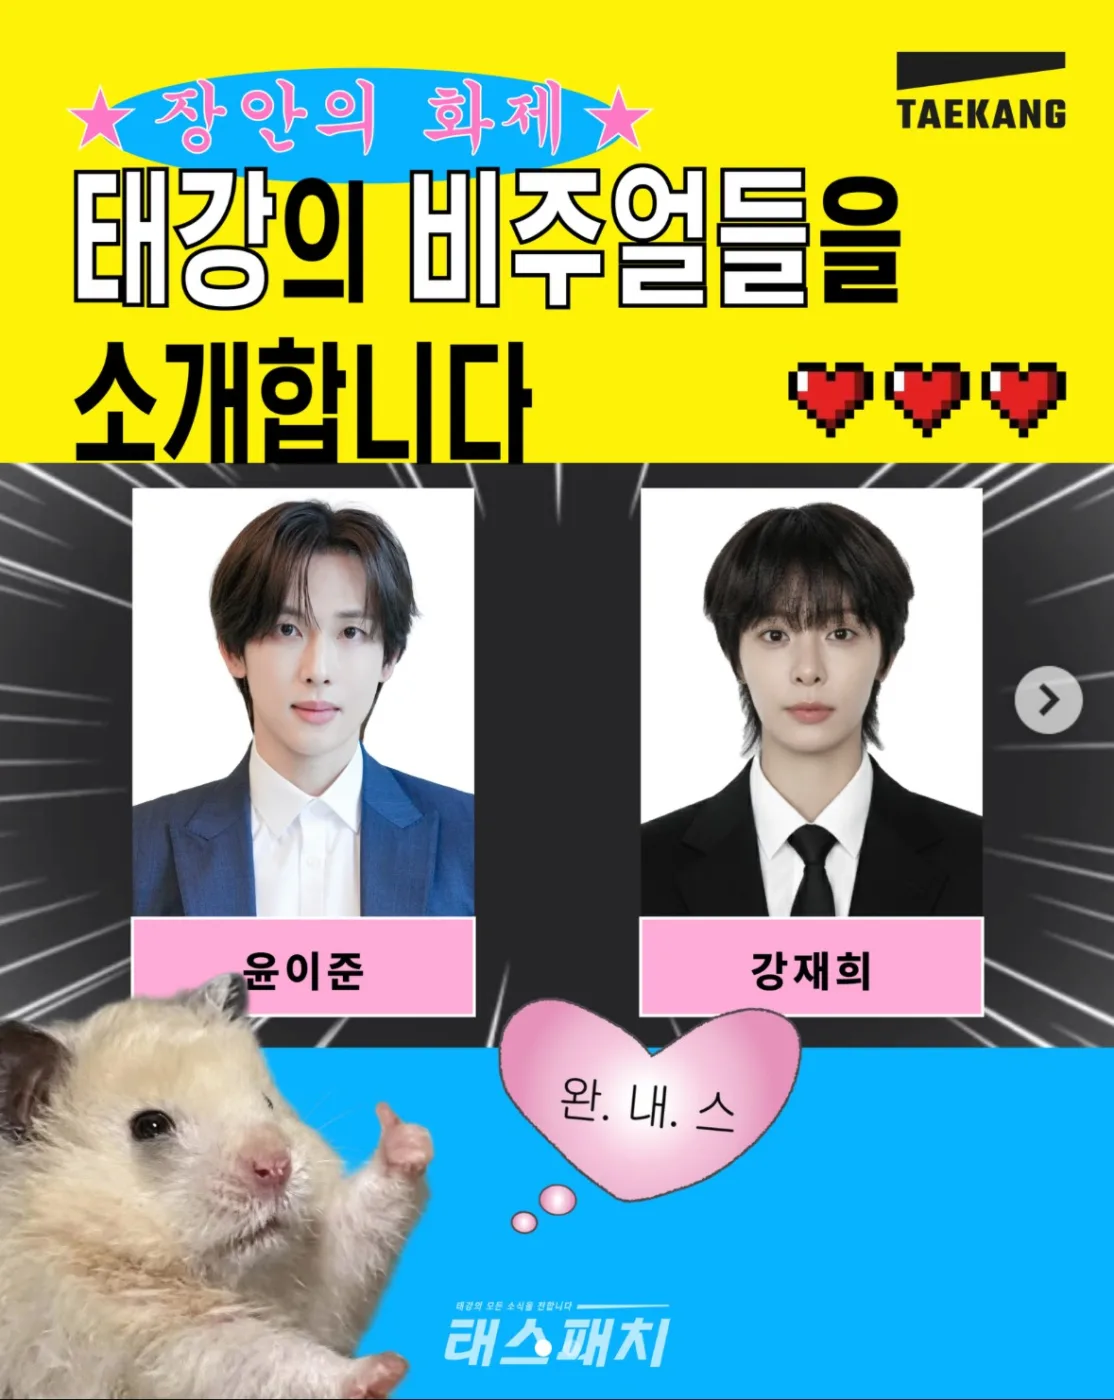 장안의 화제
TAEKANG
태강의 비주얼들을
소개합니다
윤이준
강재희
완. 내. 스
태강의 모든 소식을 전합니다
태스패치